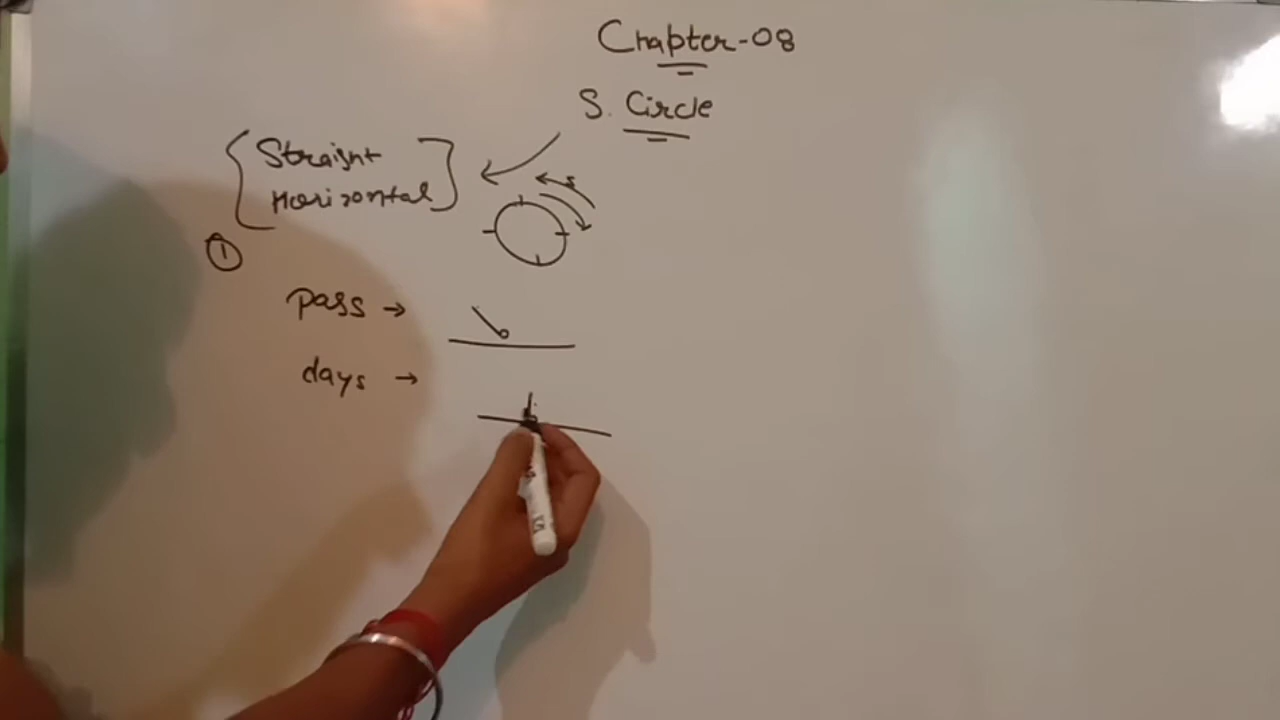 Chapter-08
S. Circle
Straight
Horizontal
①
pass →
days →